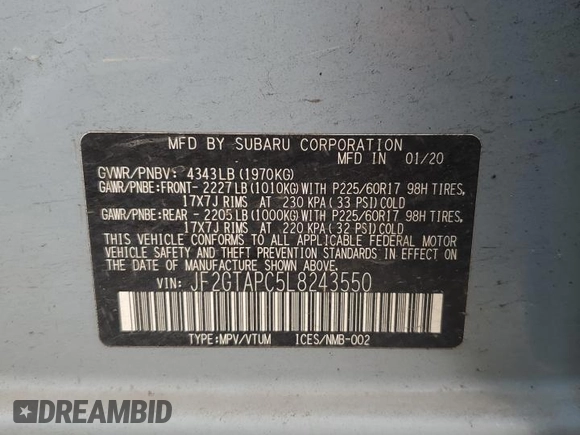 MFD BY SUBARU CORPORATION
MFD IN 01/20
GVWR/PNBV: 4343LB(1970KG)
GAWR/PNBE:FRONT- 2227LB(1010KG)WITH P225/60R17 98H TIRES,
17X7J RIMS AT 230 KPA( 33 PSI)COLD
GAWR/PNBE:REAR - 2205LB(1000KG)WITH P225/60R17 98H TIRES,
17X7J RIMS AT 220 KPA( 32 PSI)COLD
THIS VEHICLE CONFORMS TO ALL APPLICABLE FEDERAL MOTOR
VEHICLE SAFETY BUMPER, AND THEFT PREVENTION STANDARDS
IN EFFECT ON THE DATE OF MANUFACTURE SHOWN ABOVE.
VIN: JF2GTAPC5L8243550
TYPE:MPV/VTUM ICES/NMB-002
DREAMBID